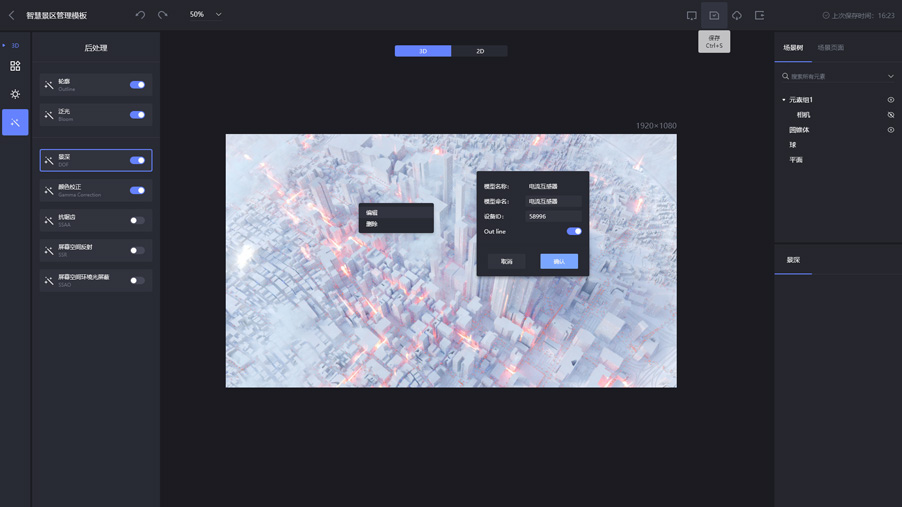 智慧景区管理模板
50%
上次保存时间：16:23
保存
Ctrl+S
3D
后处理
轮廓
Outline
泛光
Bloom
景深
DOF
颜色校正
Gamma Correction
抗锯齿
SSAA
屏幕空间反射
SSR
屏幕空间环境光屏蔽
SSAO
3D
2D
1920×1080
编辑
删除
模型名称：
电流互感器
模型命名：
电流互感器
设备ID：
58996
Out line
取消
确认
场景树
场景页面
搜索所有元素
元素组1
相机
圆锥体
球
平面
景深